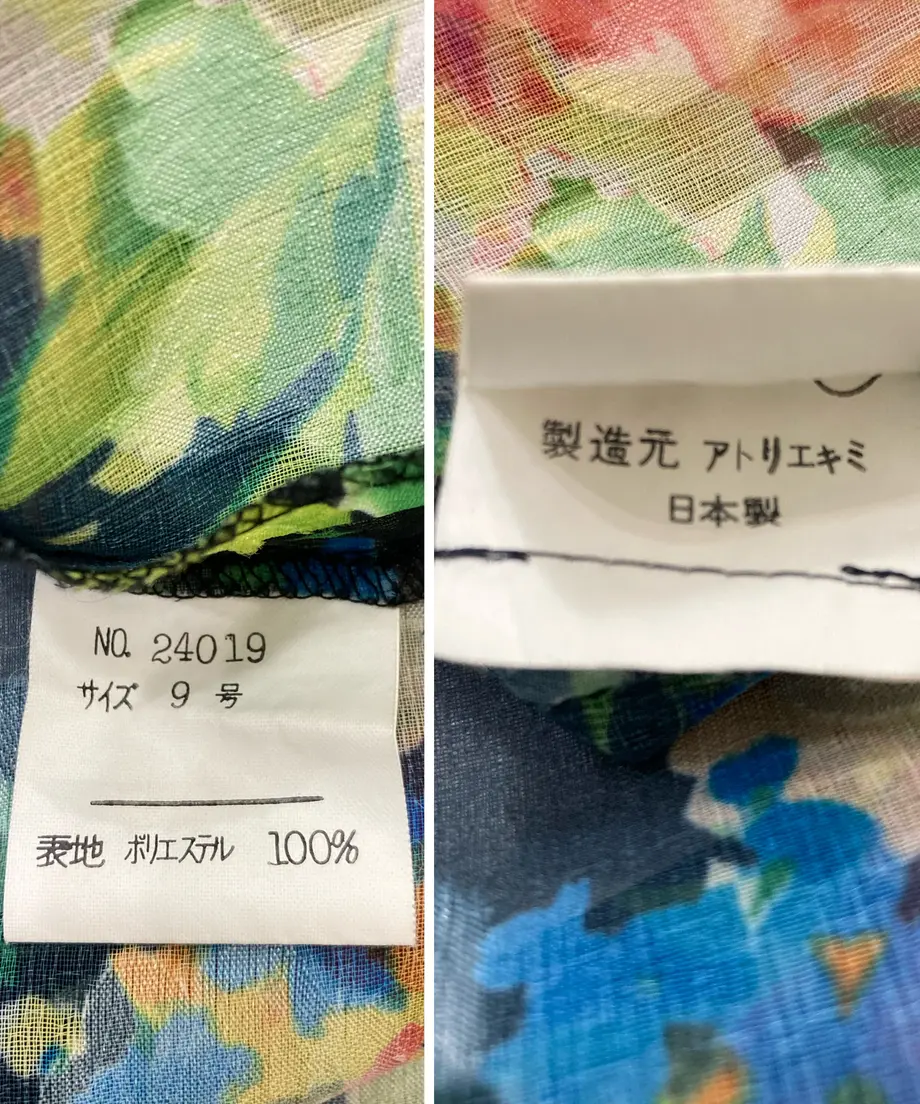 NO. 24019
サイズ 9 号
表地 ポリエステル 100%
製造元 アトリエキミ
日本製